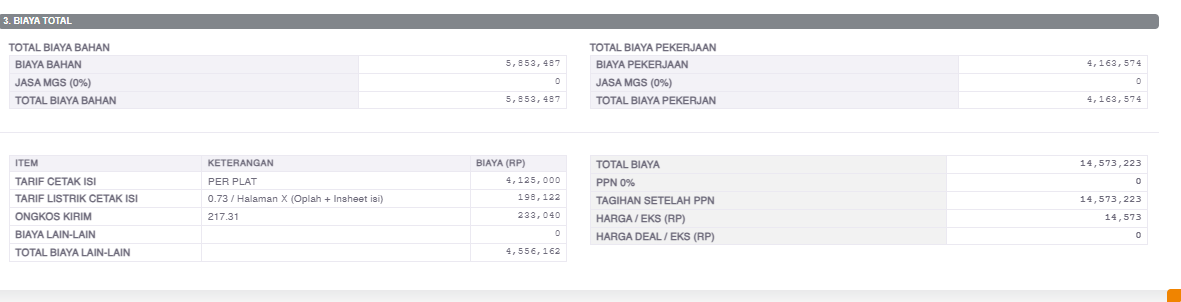 3. BIAYA TOTAL
TOTAL BIAYA BAHAN
BIAYA BAHAN 5,853,487
JASA MGS (0%) 0
TOTAL BIAYA BAHAN 5,853,487
TOTAL BIAYA PEKERJAAN
BIAYA PEKERJAAN 4,163,574
JASA MGS (0%) 0
TOTAL BIAYA PEKERJAN 4,163,574
ITEM KETERANGAN BIAYA (RP)
TARIF CETAK ISI PER PLAT 4,125,000
TARIF LISTRIK CETAK ISI 0.73 / Halaman X (Oplah + Insheet isi) 198,122
ONGKOS KIRIM 217.31 233,040
BIAYA LAIN-LAIN 0
TOTAL BIAYA LAIN-LAIN 4,556,162
TOTAL BIAYA 14,573,223
PPN 0% 0
TAGIHAN SETELAH PPN 14,573,223
HARGA / EKS (RP) 14,573
HARGA DEAL / EKS (RP) 0